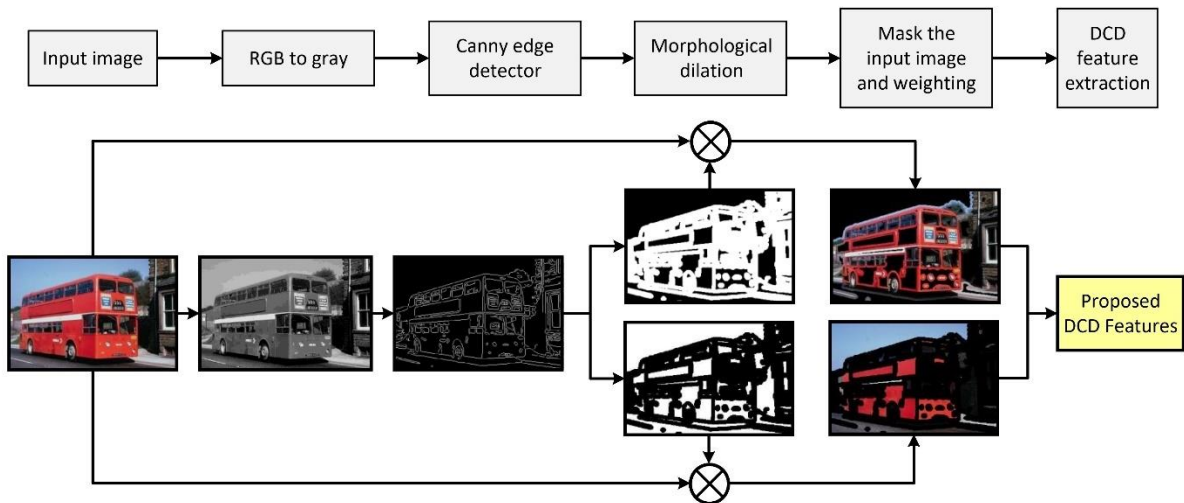 Input image
RGB to gray
Canny edge
detector
Morphological
dilation
Mask the
input image
and weighting
DCD
feature
extraction
Proposed
DCD Features